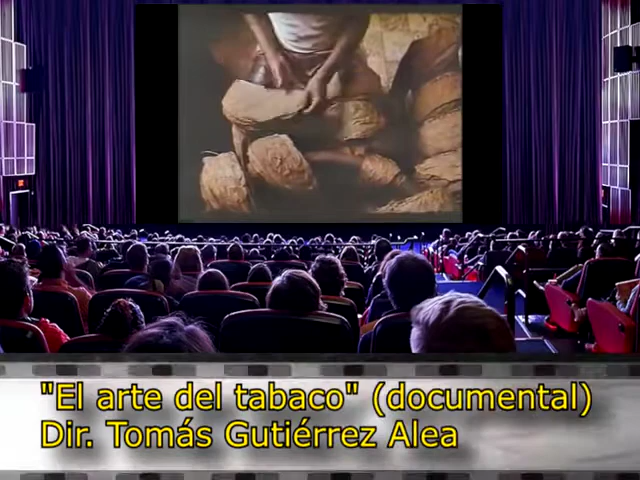 "El arte del tabaco" (documental)
Dir. Tomás Gutiérrez Alea